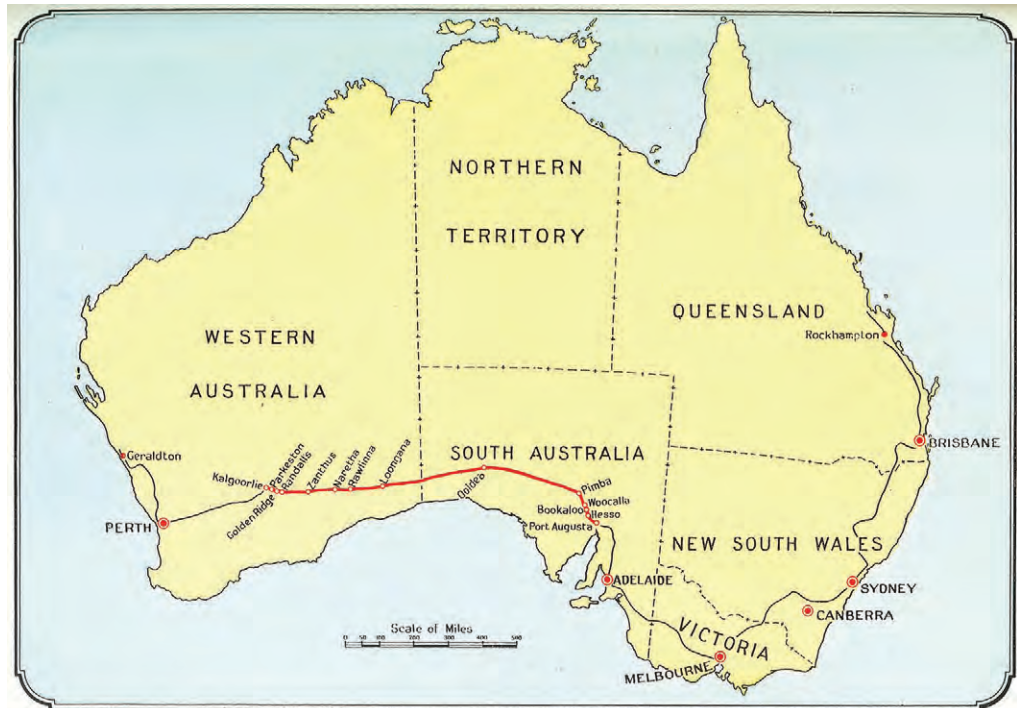 NORTHERN
TERRITORY
QUEENSLAND
Rockhampton
WESTERN
AUSTRALIA
BRISBANE
Geraldton
SOUTH AUSTRALIA
Kalgoorlie
Parkeston
Golden Ridge
Randalls
Zanthus
Naretha
Rawlinna
Loongana
Ooldea
Pimba
Woocalla
Bookaloo
Hesso
Port Augusta
PERTH
NEW SOUTH WALES
ADELAIDE
SYDNEY
CANBERRA
VICTORIA
MELBOURNE
Scale of Miles
0 50 100 200 300 400 500